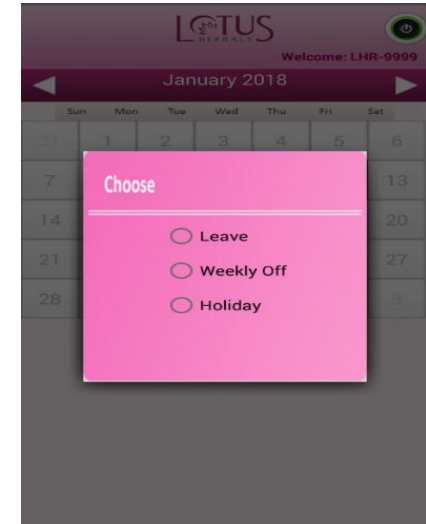 LOTUS
HERBALS
Welcome: LHR-9999
January 2018
Sun Mon Tue Wed Thu Fri Sat
31 1 2 3 4 5 6
7 13
Choose
14 20
Leave
21 Weekly Off 27
28 Holiday 3